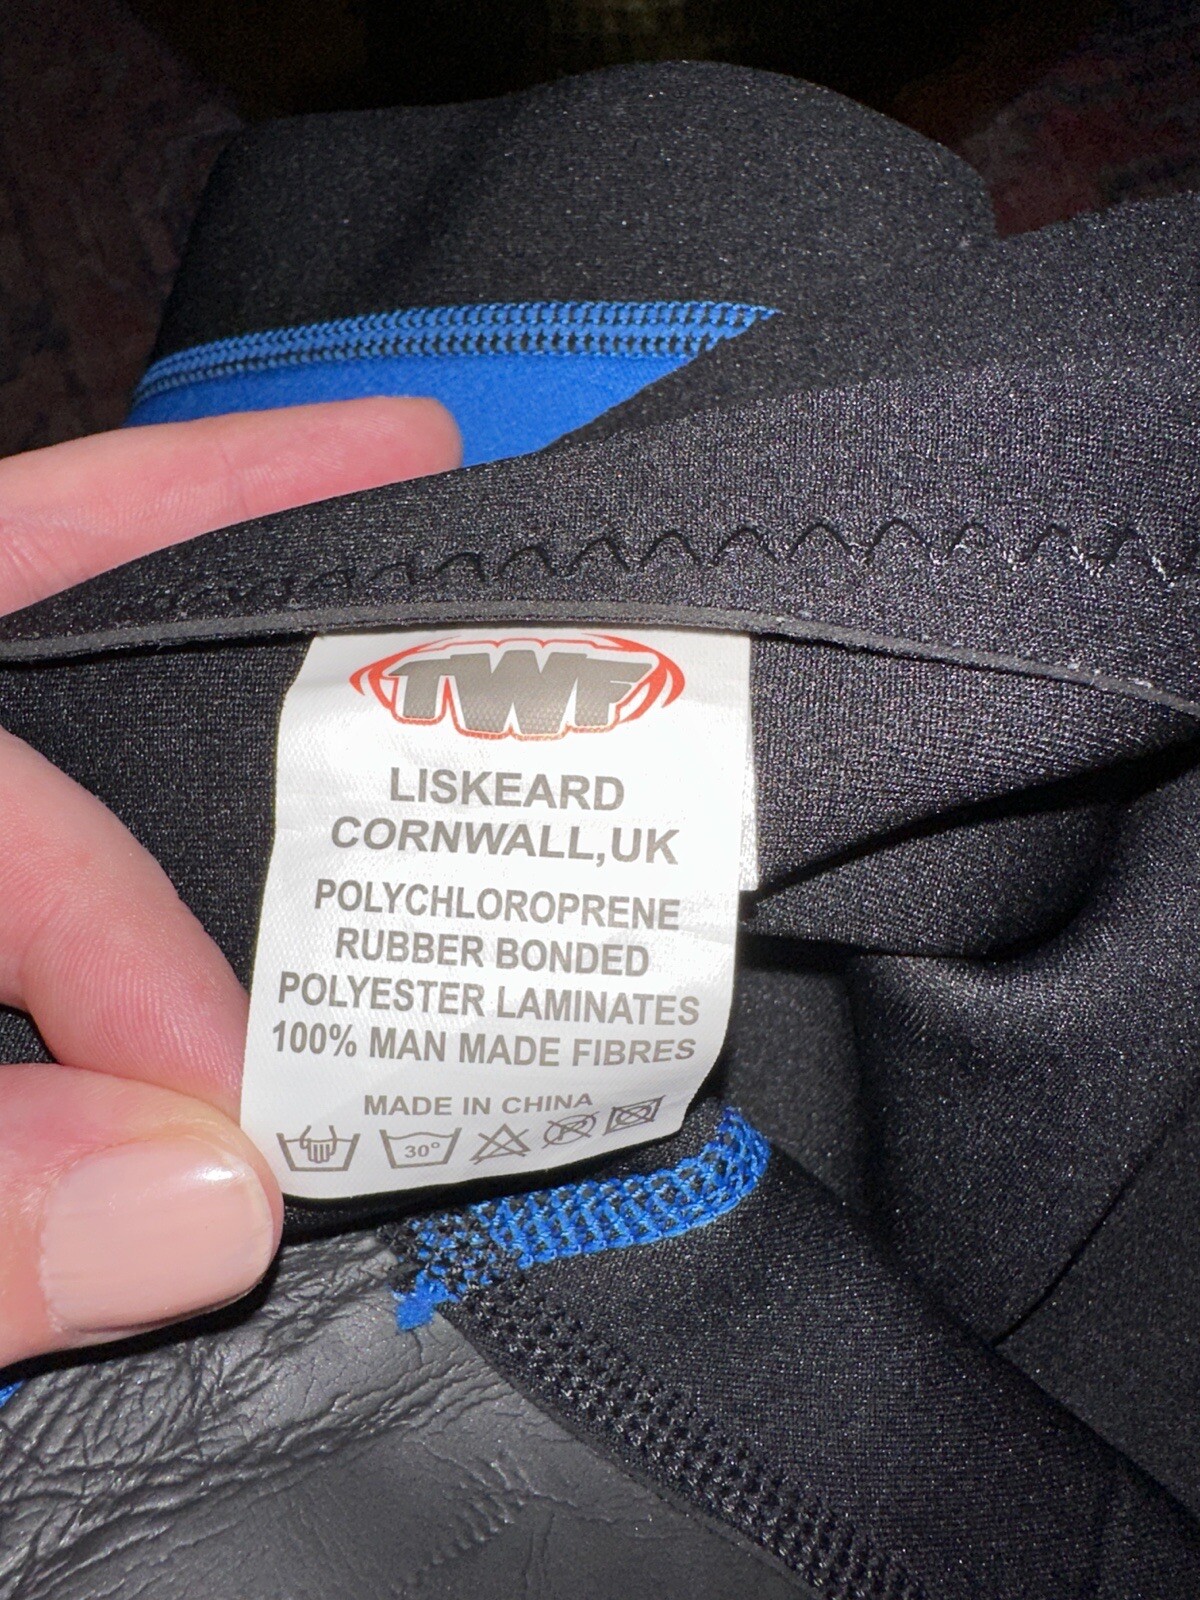 TWF
LISKEARD
CORNWALL,UK
POLYCHLOROPRENE
RUBBER BONDED
POLYESTER LAMINATES
100% MAN MADE FIBRES
MADE IN CHINA
30°
P